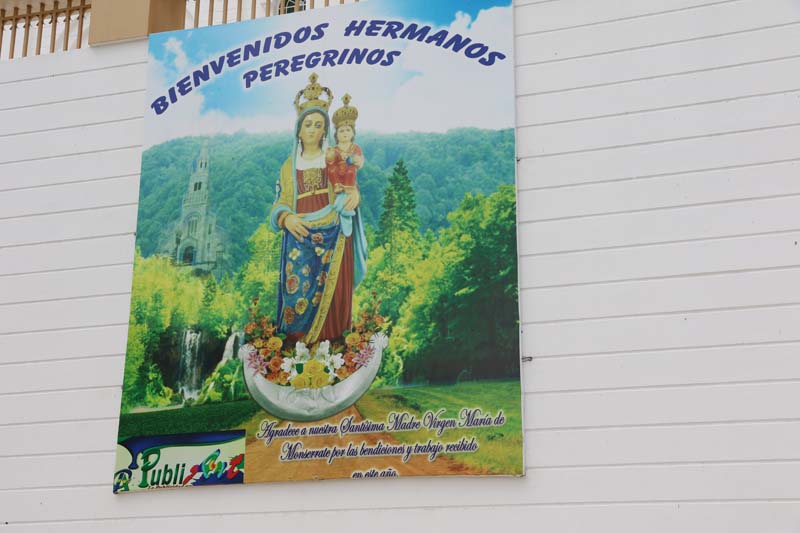 BIENVENIDOS HERMANOS
PEREGRINOS
Agradece a nuestra Santísima Madre Virgen María de
Monserrate por las bendiciones y trabajo recibido
en este año.
Publi